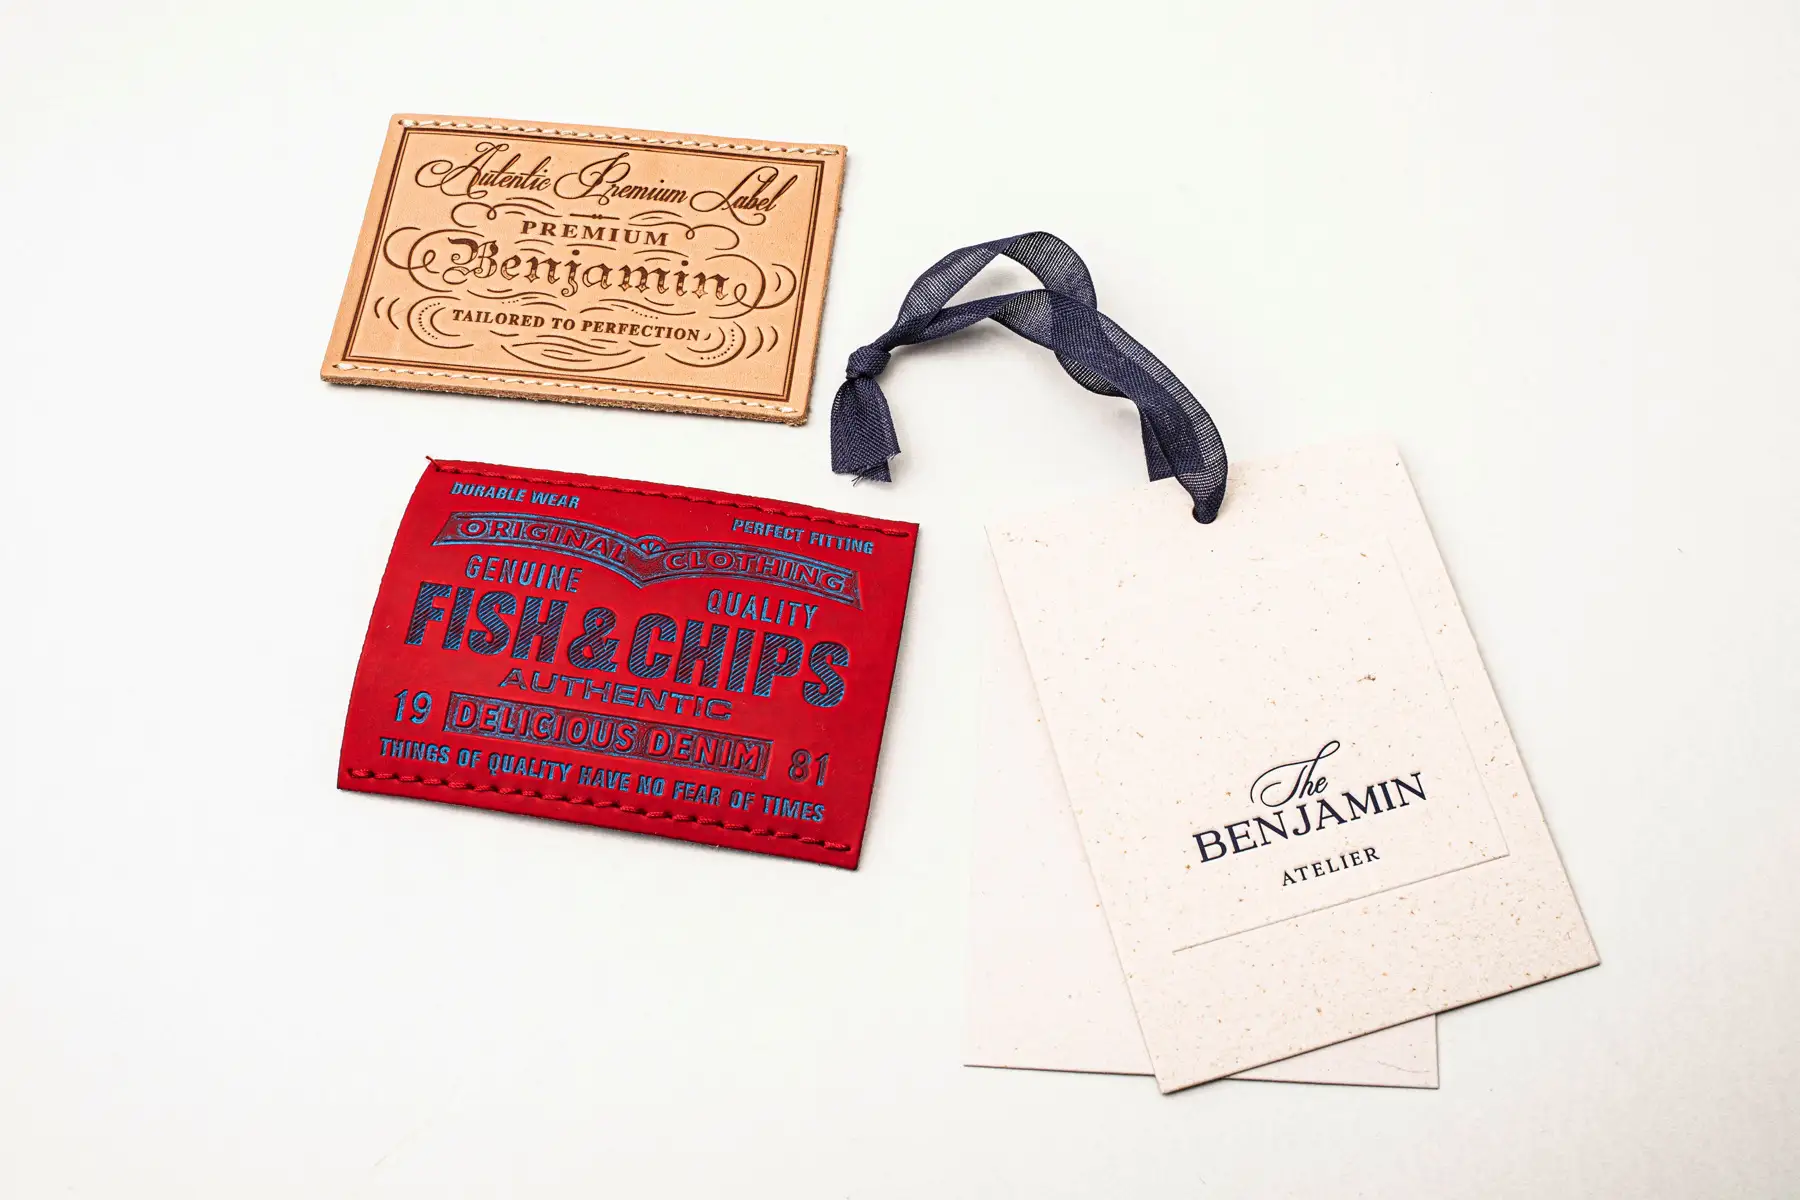 Autentic Premium Label
PREMIUM
Benjamin
TAILORED TO PERFECTION
DURABLE WEAR
PERFECT FITTING
ORIGINAL CLOTHING
GENUINE
QUALITY
FISH & CHIPS
AUTHENTIC
19 DELICIOUS DENIM 81
THINGS OF QUALITY HAVE NO FEAR OF TIMES
The
BENJAMIN
ATELIER